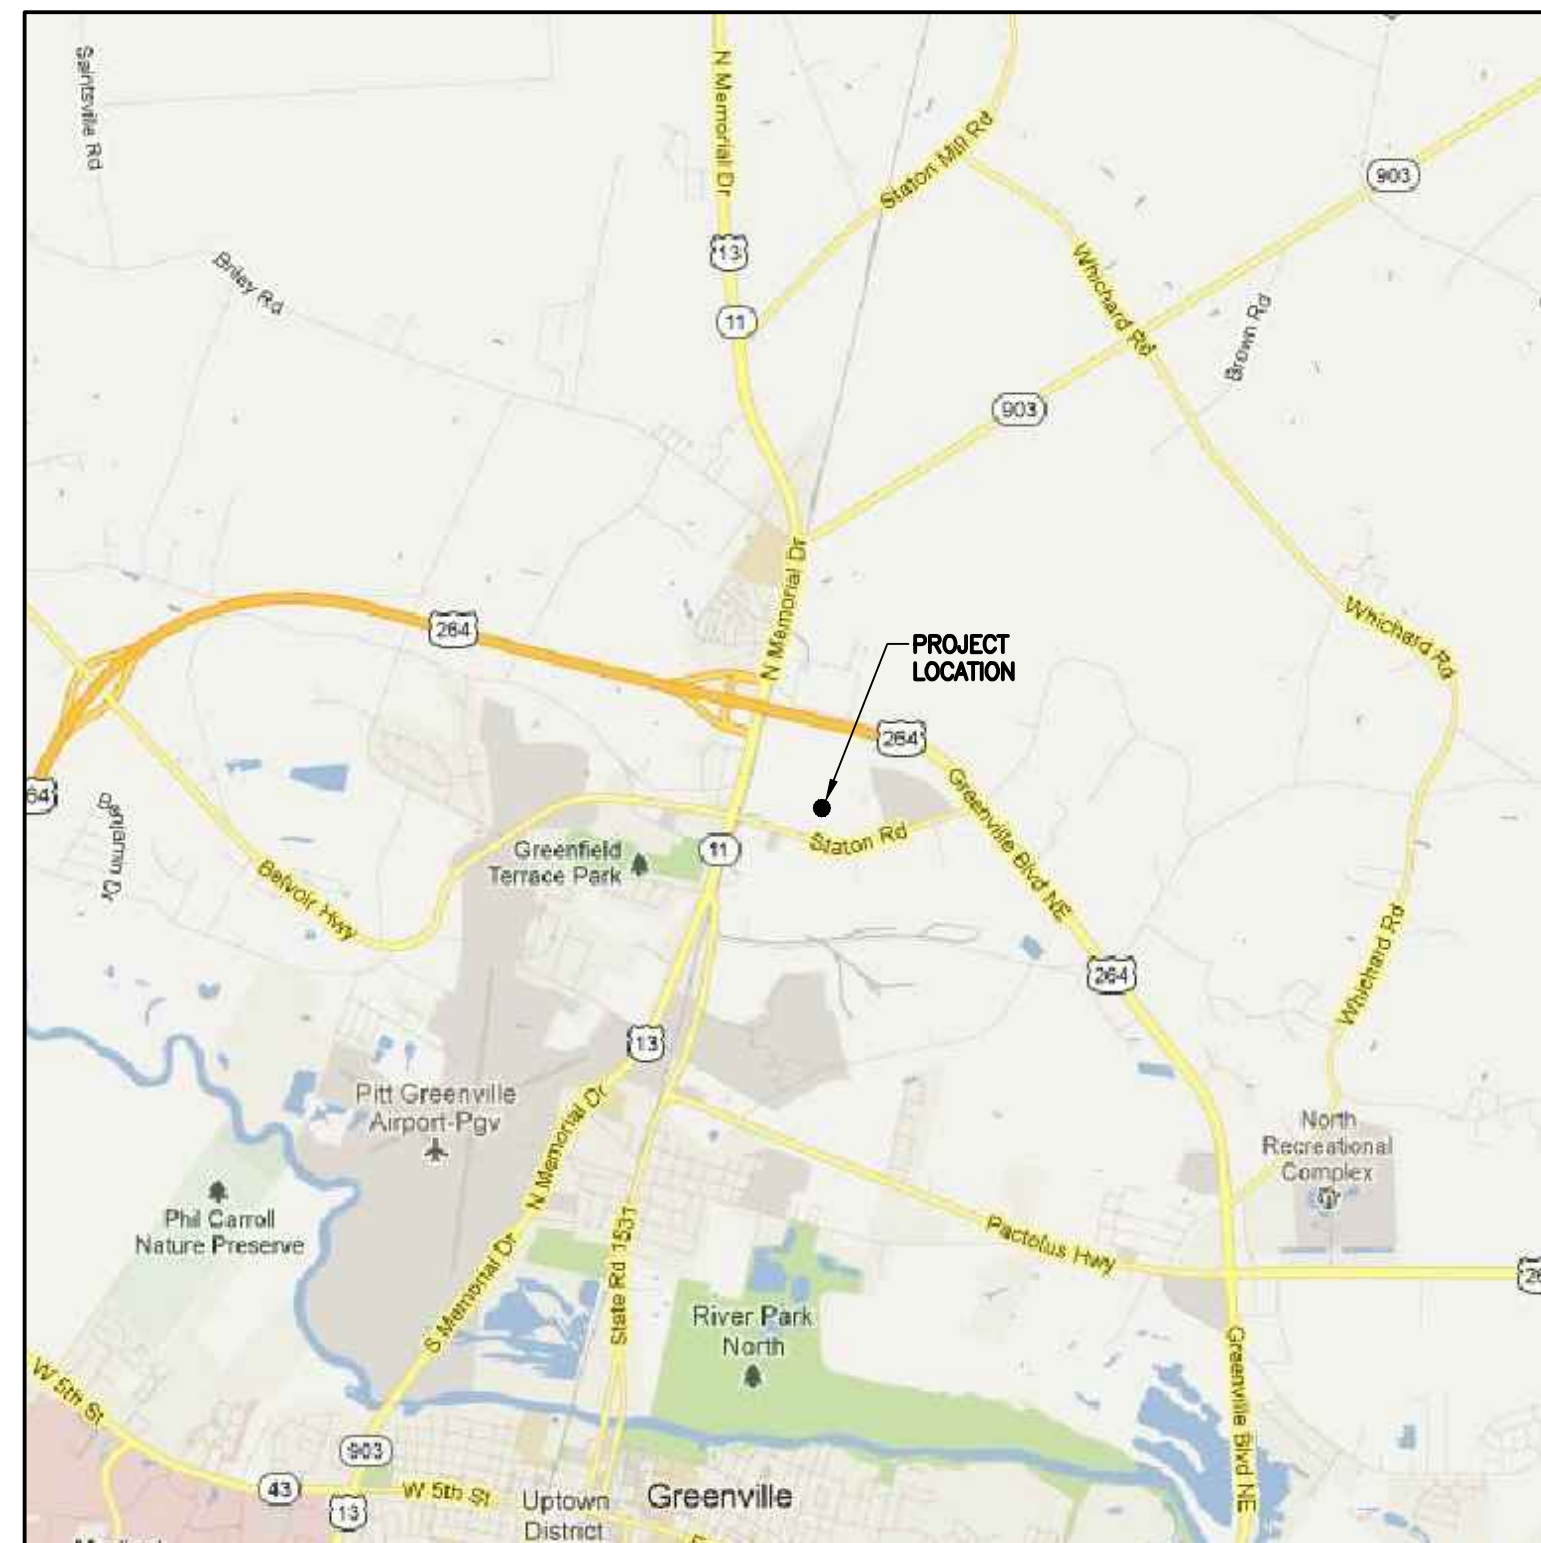 Saintsville Rd
N Memorial Dr
Staton Mill Rd
903
13
Briley Rd
Whichard Rd
11
Brown Rd
903
N Memorial Dr
Whichard Rd
264
PROJECT
LOCATION
264
64
Benjamin Dr
Greenville Blvd NE
Staton Rd
11
Greenfield
Terrace Park
Belvoir Hwy
Whichard Rd
264
13
Pitt Greenville
Airport-Pgv
N Memorial Dr
North
Recreational
Complex
Phil Carroll
Nature Preserve
Pactolus Hwy
State Rd 1531
S Memorial Dr
26
River Park
North
Greenville Blvd NE
W 5th St
903
43
W 5th St
13
Uptown
District
Greenville